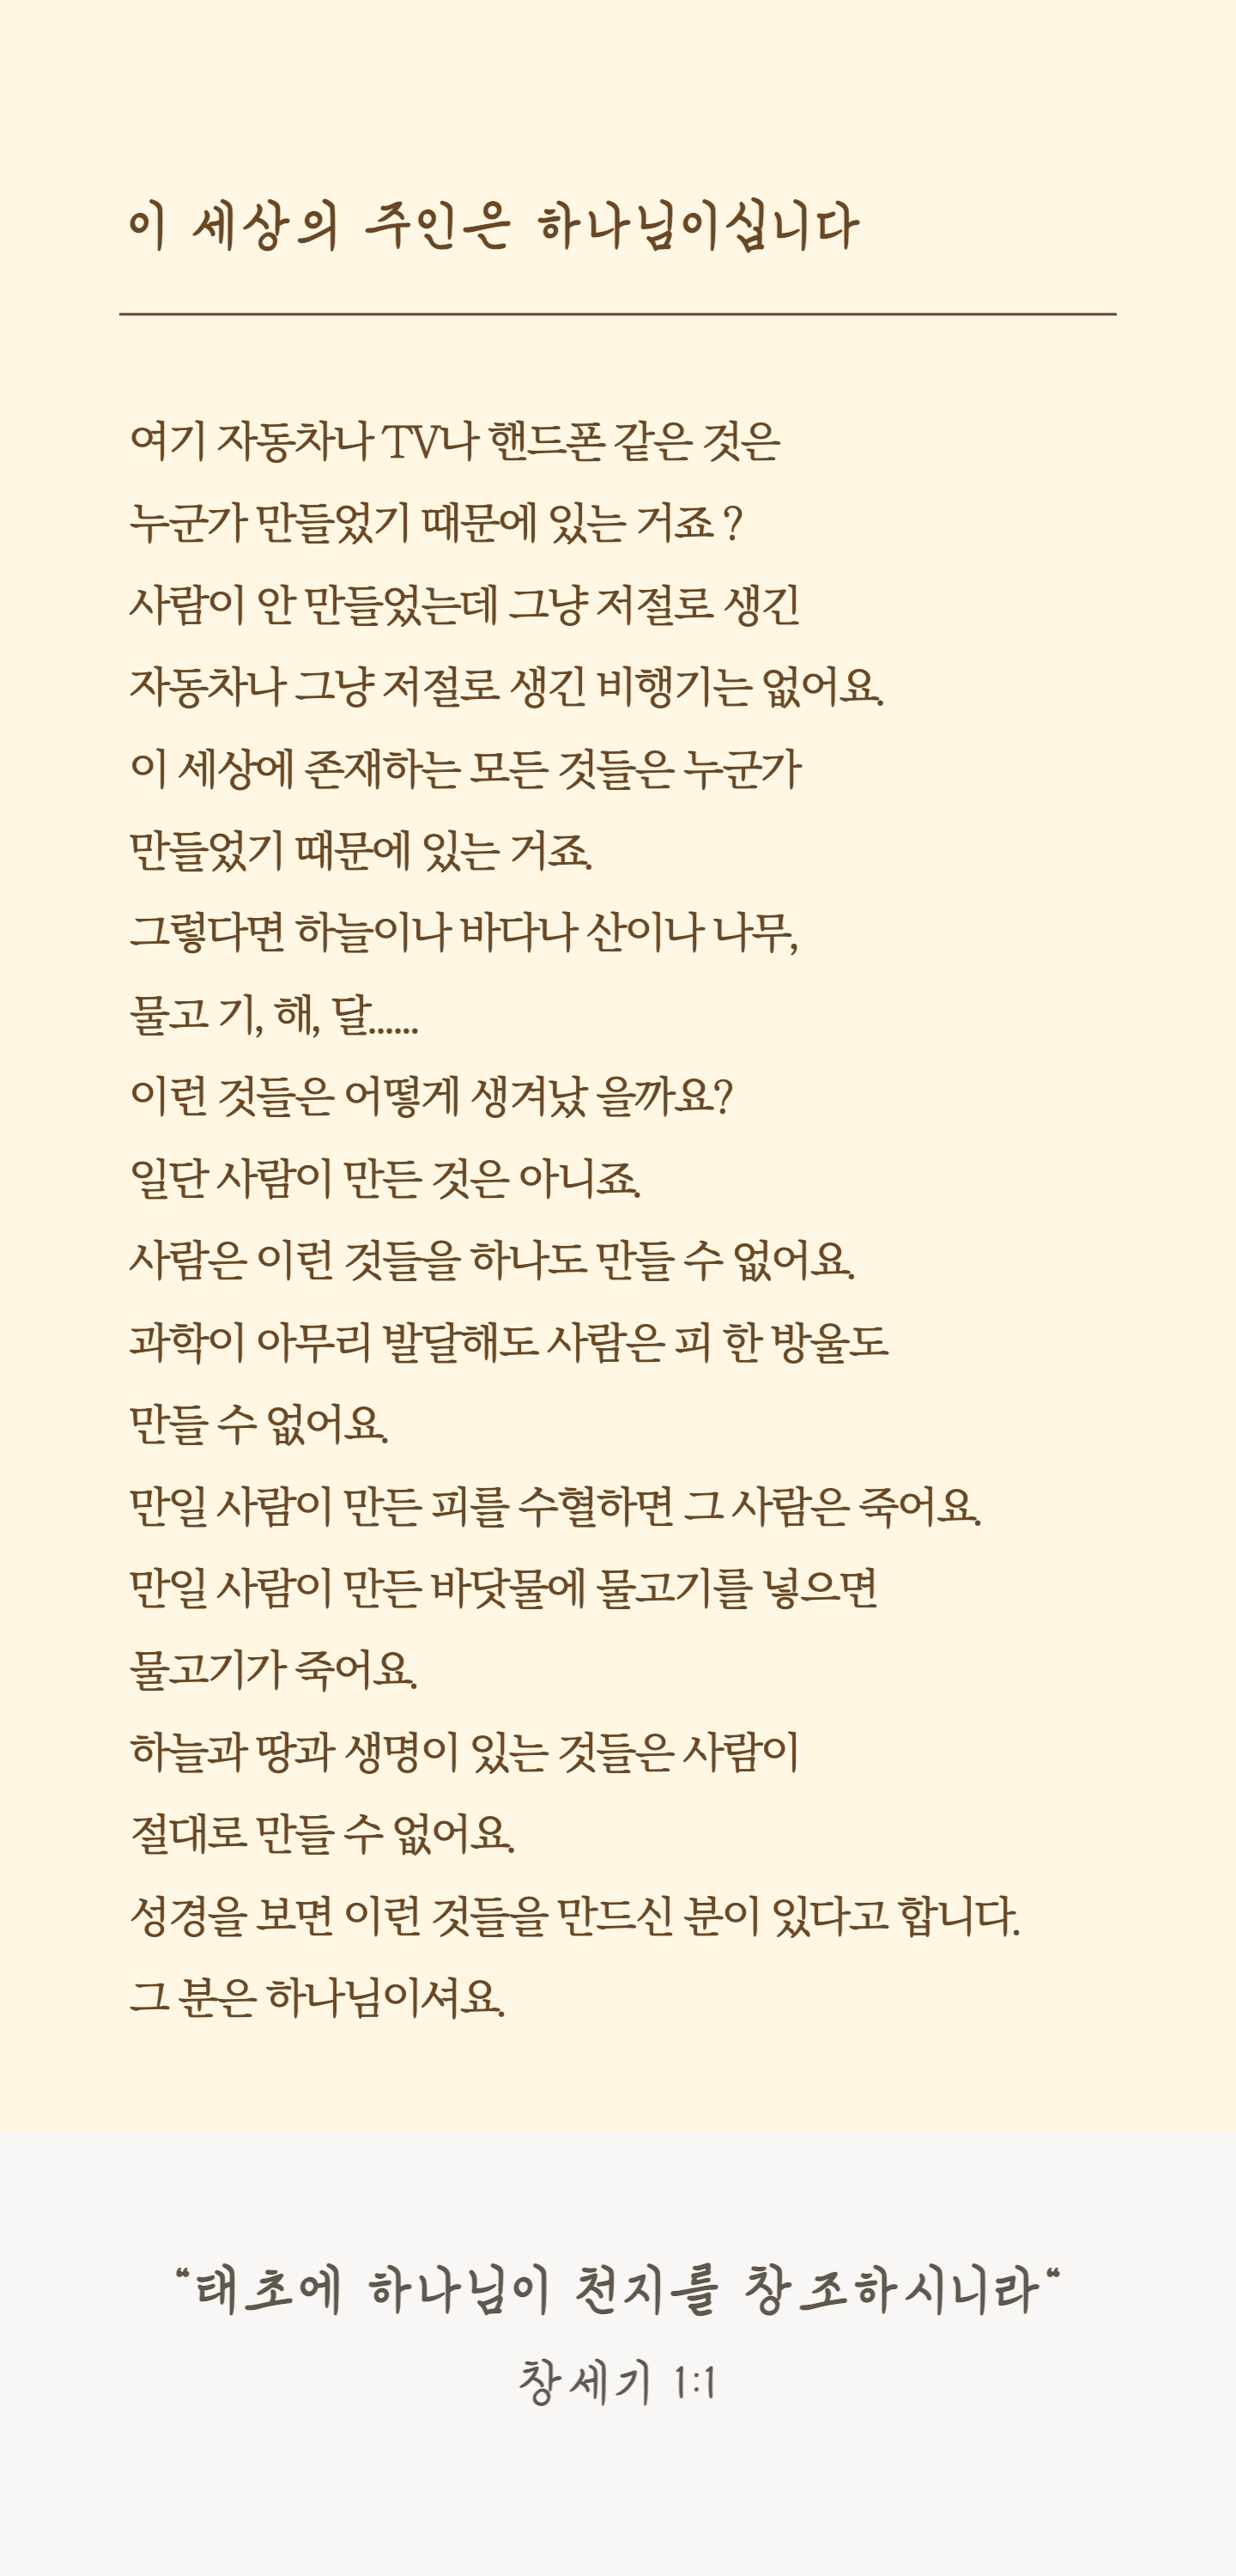 이 세상의 주인은 하나님이십니다
여기 자동차나 TV나 핸드폰 같은 것은
누군가 만들었기 때문에 있는 거죠 ?
사람이 안 만들었는데 그냥 저절로 생긴
자동차나 그냥 저절로 생긴 비행기는 없어요.
이 세상에 존재하는 모든 것들은 누군가
만들었기 때문에 있는 거죠.
그렇다면 하늘이나 바다나 산이나 나무,
물고 기, 해, 달......
이런 것들은 어떻게 생겨났 을까요?
일단 사람이 만든 것은 아니죠.
사람은 이런 것들을 하나도 만들 수 없어요.
과학이 아무리 발달해도 사람은 피 한 방울도
만들 수 없어요.
만일 사람이 만든 피를 수혈하면 그 사람은 죽어요.
만일 사람이 만든 바닷물에 물고기를 넣으면
물고기가 죽어요.
하늘과 땅과 생명이 있는 것들은 사람이
절대로 만들 수 없어요.
성경을 보면 이런 것들을 만드신 분이 있다고 합니다.
그 분은 하나님이셔요.
“태초에 하나님이 천지를 창조하시니라“
창세기 1:1